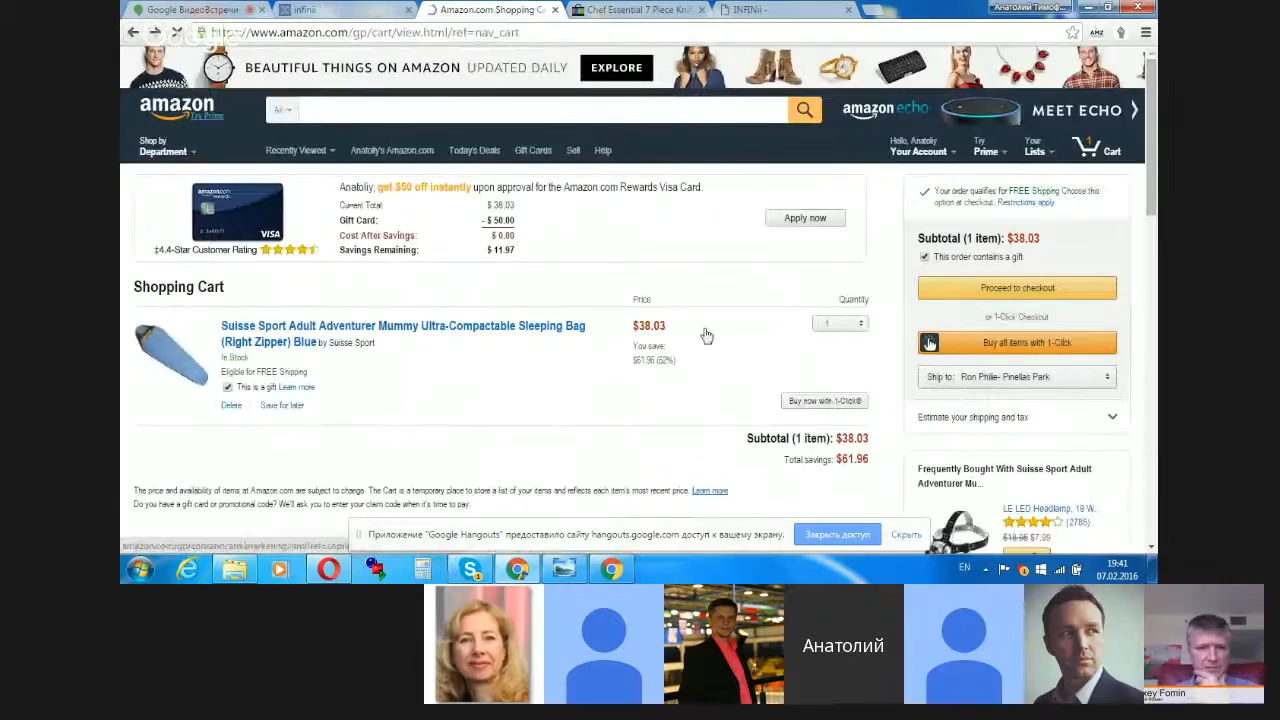 Google ВидеоВстречи
infinii
Amazon.com Shopping Ca
Chef Essential 7 Piece Knif
INFINii -
Анатолий Тимоф...
https://www.amazon.com/gp/cart/view.html?ref=nav_cart
BEAUTIFUL THINGS ON AMAZON UPDATED DAILY EXPLORE
amazon
Try Prime
All
amazon echo MEET ECHO
Shop by
Department
Recently Viewed Anatoliy's Amazon.com Today's Deals Gift Cards Sell Help
Hello, Anatoliy
Your Account
Try
Prime
Your
Lists
1
Cart
Anatoliy, get $50 off instantly upon approval for the Amazon.com Rewards Visa Card.
Current Total: $ 38.03
Gift Card: - $ 50.00
Cost After Savings: $ 0.00
Savings Remaining: $ 11.97
Apply now
amazon.com
rewards
VISA
‡4.4-Star Customer Rating
Your order qualifies for FREE Shipping Choose this
option at checkout. Restrictions apply
Subtotal (1 item): $38.03
This order contains a gift
Proceed to checkout
or 1-Click Checkout
Buy all items with 1-Click
Ship to: Ron Philie- Pinellas Park
Estimate your shipping and tax
Shopping Cart
Price Quantity
Suisse Sport Adult Adventurer Mummy Ultra-Compactable Sleeping Bag
(Right Zipper) Blue by Suisse Sport
In Stock
Eligible for FREE Shipping
This is a gift Learn more
Delete Save for later
$38.03
You save:
$61.96 (62%)
1
Buy now with 1-Click®
Subtotal (1 item): $38.03
Total savings: $61.96
The price and availability of items at Amazon.com are subject to change. The Cart is a temporary place to store a list of your items and reflects each item's most recent price. Learn more
Do you have a gift card or promotional code? We'll ask you to enter your claim code when it's time to pay.
Frequently Bought With Suisse Sport Adult
Adventurer Mu...
LE LED Headlamp, 18 W..
(2785)
$7.99
Приложение "Google Hangouts" предоставило сайту hangouts.google.com доступ к вашему экрану.
Закрыть доступ
Скрыть
EN
19:41
07.02.2016
Анатолий
xey Fomin